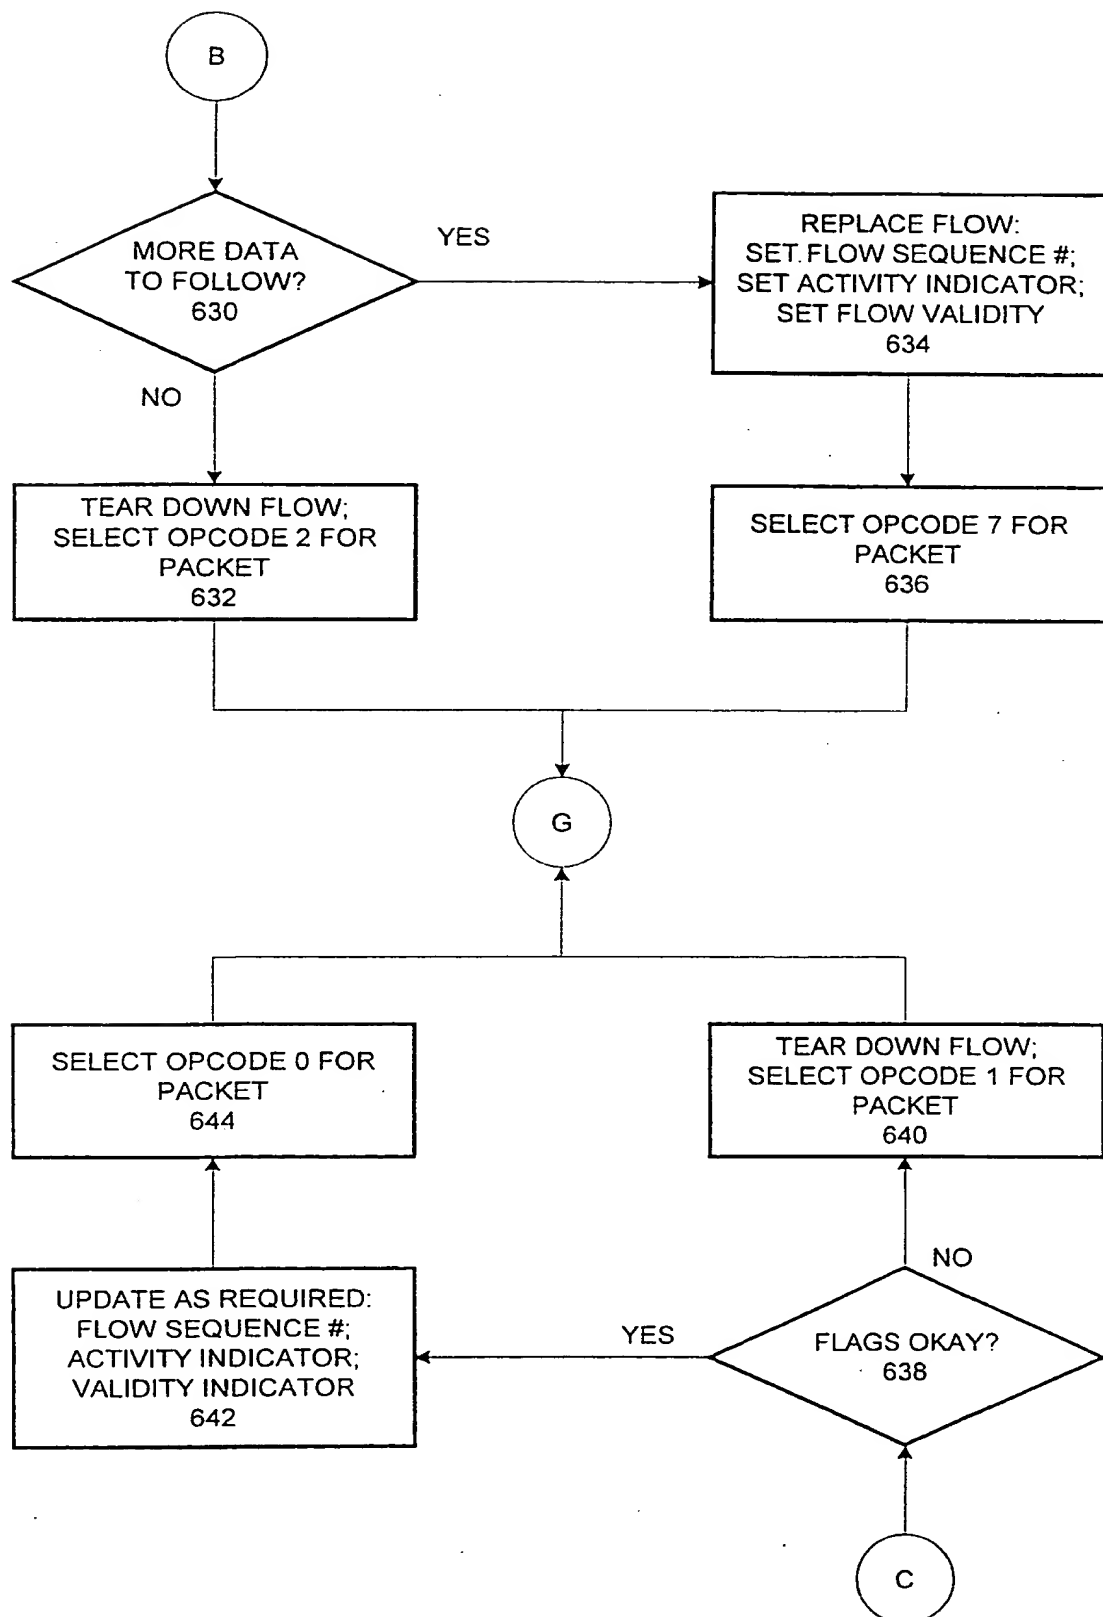 B
MORE DATA
TO FOLLOW?
630
YES
REPLACE FLOW:
SET FLOW SEQUENCE #;
SET ACTIVITY INDICATOR;
SET FLOW VALIDITY
634
NO
TEAR DOWN FLOW;
SELECT OPCODE 2 FOR
PACKET
632
SELECT OPCODE 7 FOR
PACKET
636
G
SELECT OPCODE 0 FOR
PACKET
644
TEAR DOWN FLOW;
SELECT OPCODE 1 FOR
PACKET
640
NO
UPDATE AS REQUIRED:
FLOW SEQUENCE #;
ACTIVITY INDICATOR;
VALIDITY INDICATOR
642
YES
FLAGS OKAY?
638
C